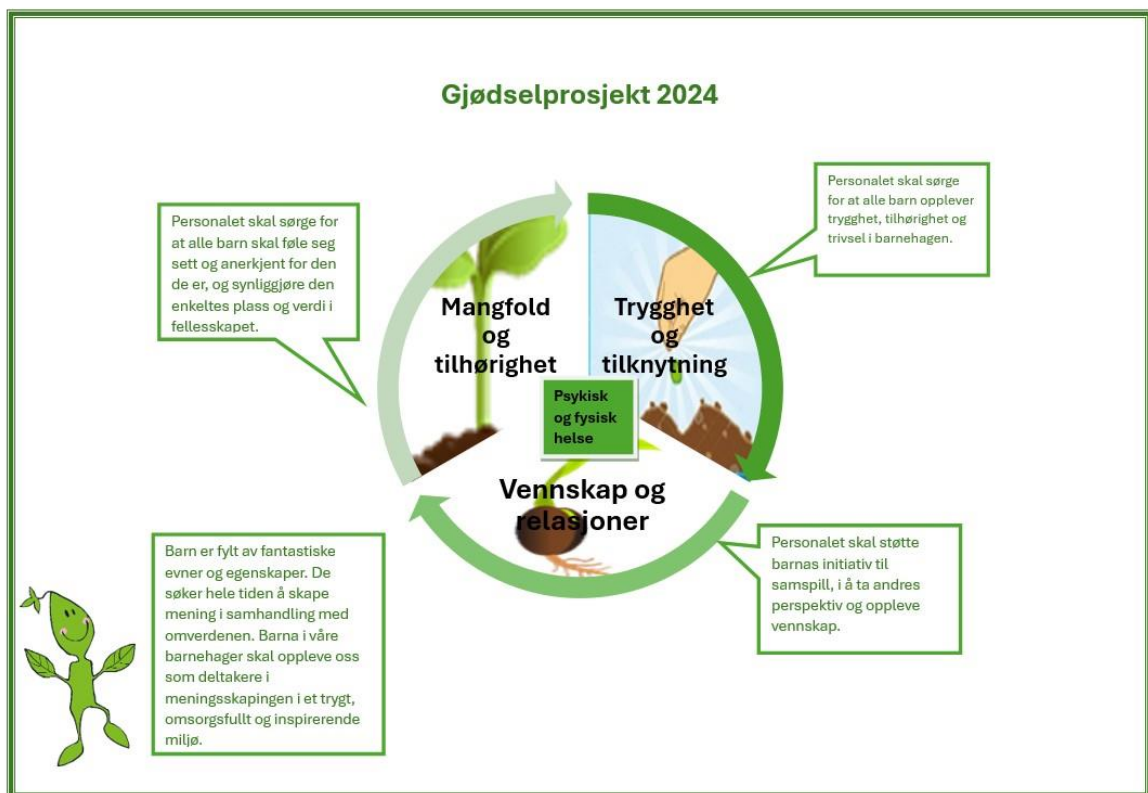 Gjødselprosjekt 2024
Personalet skal sørge for
at alle barn skal føle seg
sett og anerkjent for den
de er, og synliggjøre den
enkeltes plass og verdi i
fellesskapet.
Personalet skal sørge
for at alle barn opplever
trygghet, tilhørighet og
trivsel i barnehagen.
Mangfold
og
tilhørighet
Trygghet
og
tilknytning
Psykisk
og fysisk
helse
Vennskap og
relasjoner
Barn er fylt av fantastiske
evner og egenskaper. De
søker hele tiden å skape
mening i samhandling med
omverdenen. Barna i våre
barnehager skal oppleve oss
som deltakere i
meningsskapingen i et trygt,
omsorgsfullt og inspirerende
miljø.
Personalet skal støtte
barnas initiativ til
samspill, i å ta andres
perspektiv og oppleve
vennskap.